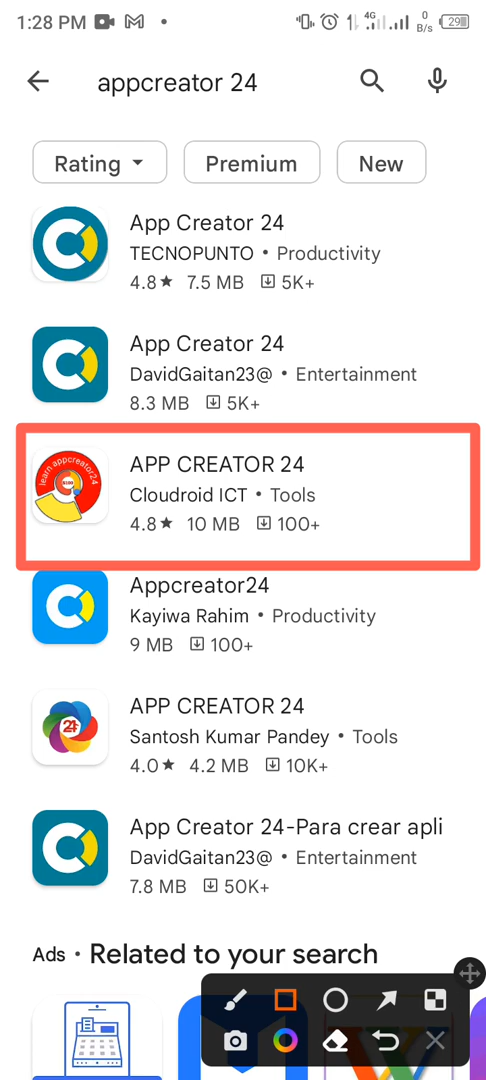 1:28 PM 4G 0 B/s 29
appcreator 24
Rating Premium New
App Creator 24
TECNOPUNTO • Productivity
4.8★ 7.5 MB 5K+
App Creator 24
DavidGaitan23@ • Entertainment
8.3 MB 5K+
learn appcreator24
APP CREATOR 24
Cloudroid ICT • Tools
4.8★ 10 MB 100+
Appcreator24
Kayiwa Rahim • Productivity
9 MB 100+
24
APP CREATOR 24
Santosh Kumar Pandey • Tools
4.0★ 4.2 MB 10K+
App Creator 24-Para crear apli
DavidGaitan23@ • Entertainment
7.8 MB 50K+
Ads • Related to your search